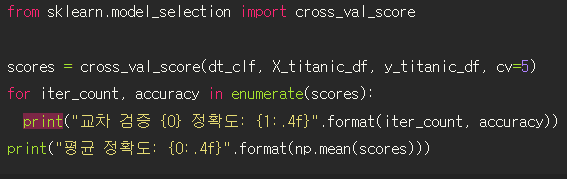 from sklearn.model_selection import cross_val_score
scores = cross_val_score(dt_clf, X_titanic_df, y_titanic_df, cv=5)
for iter_count, accuracy in enumerate(scores):
print("교차 검증 {0} 정확도: {1:.4f}".format(iter_count, accuracy))
print("평균 정확도: {0:.4f}".format(np.mean(scores)))